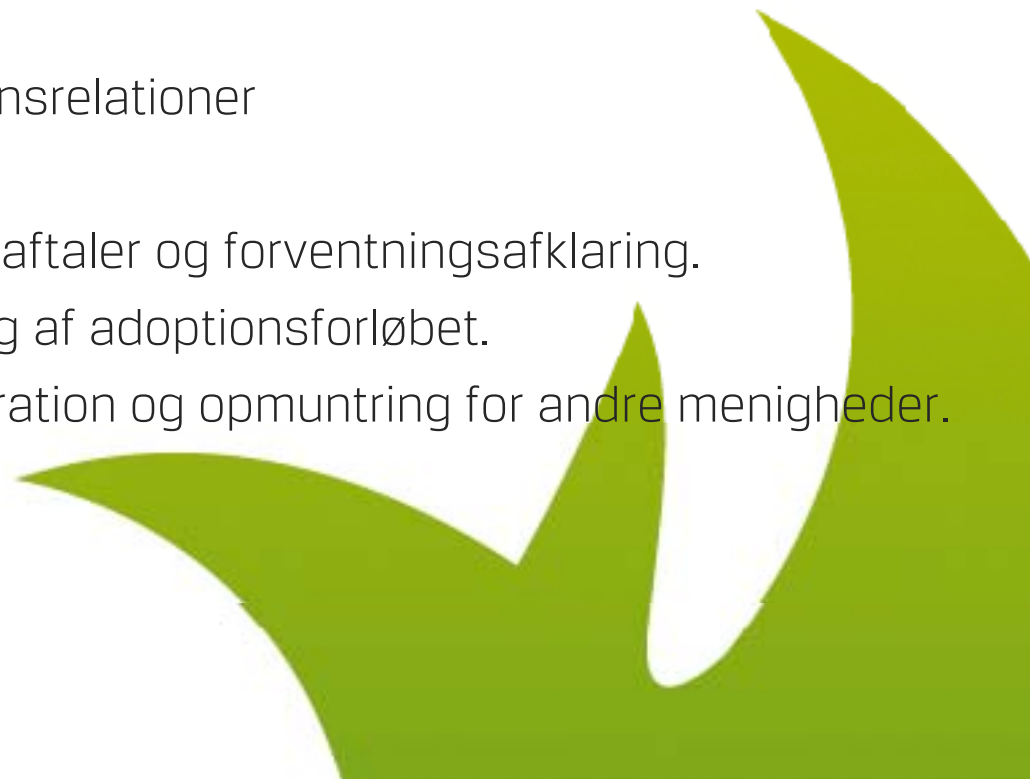 nsrelationer
aftaler og forventningsafklaring.
g af adoptionsforløbet.
ration og opmuntring for andre menigheder.